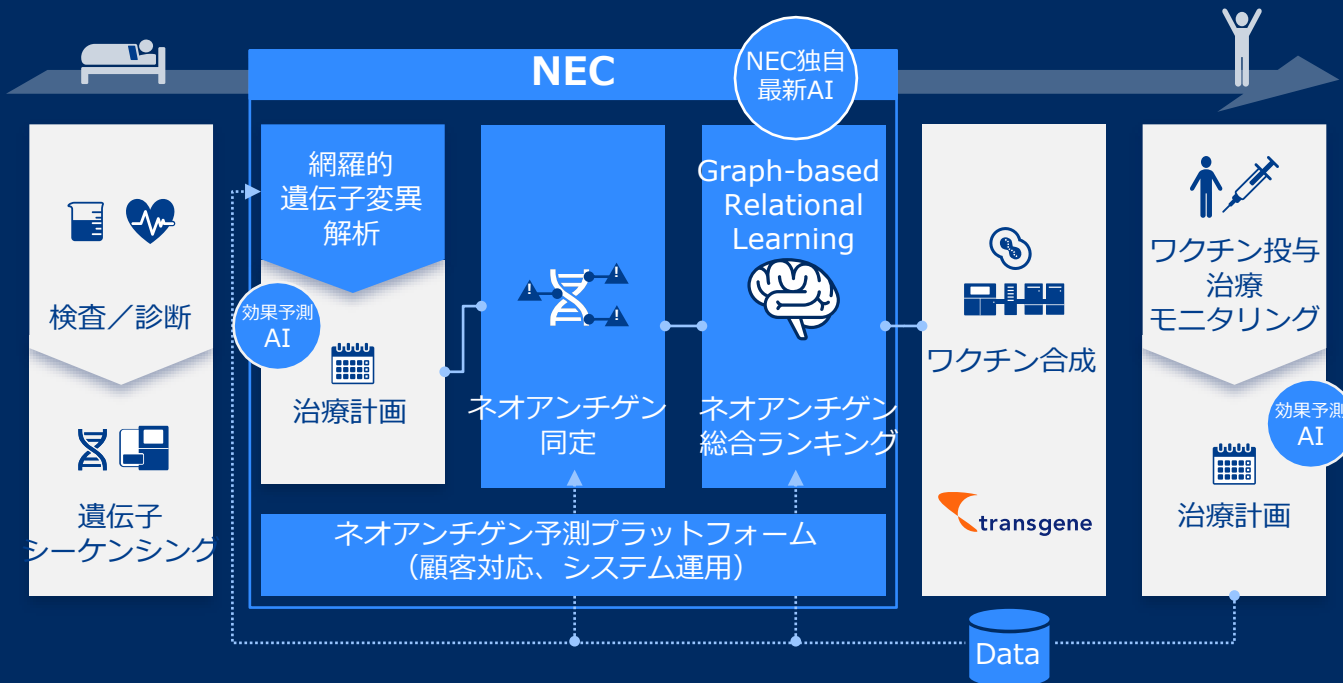 NEC
NEC独自
最新AI
検査／診断
遺伝子
シーケンシング
網羅的
遺伝子変異
解析
効果予測
AI
治療計画
ネオアンチゲン
同定
Graph-based
Relational
Learning
ネオアンチゲン
総合ランキング
ネオアンチゲン予測プラットフォーム
（顧客対応、システム運用）
ワクチン合成
transgene
ワクチン投与
治療
モニタリング
効果予測
AI
治療計画
Data